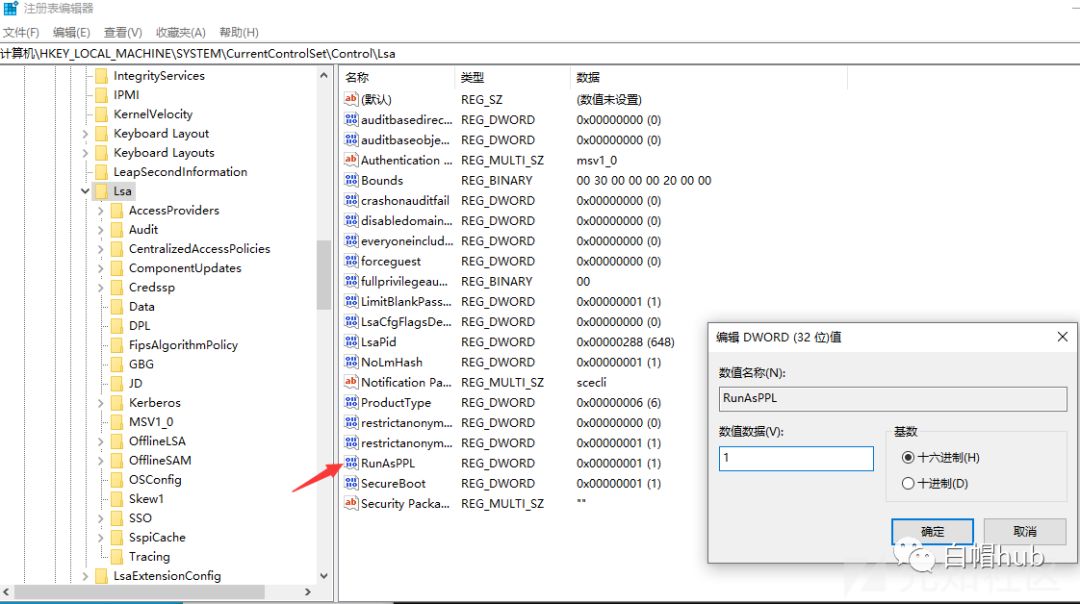 注册表编辑器
文件(F) 编辑(E) 查看(V) 收藏夹(A) 帮助(H)
计算机\HKEY_LOCAL_MACHINE\SYSTEM\CurrentControlSet\Control\Lsa
IntegrityServices
IPMI
KernelVelocity
Keyboard Layout
Keyboard Layouts
LeapSecondInformation
Lsa
AccessProviders
Audit
CentralizedAccessPolicies
ComponentUpdates
Credssp
Data
DPL
FipsAlgorithmPolicy
GBG
JD
Kerberos
MSV1_0
OfflineLSA
OfflineSAM
OSConfig
Skew1
SSO
SspiCache
Tracing
LsaExtensionConfig
名称 类型 数据
ab (默认) REG_SZ (数值未设置)
auditbasedirec... REG_DWORD 0x00000000 (0)
auditbaseobje... REG_DWORD 0x00000000 (0)
ab Authentication ... REG_MULTI_SZ msv1_0
Bounds REG_BINARY 00 30 00 00 00 20 00 00
crashonauditfail REG_DWORD 0x00000000 (0)
disabledomain... REG_DWORD 0x00000000 (0)
everyoneinclud... REG_DWORD 0x00000000 (0)
forceguest REG_DWORD 0x00000000 (0)
fullprivilegeau... REG_BINARY 00
LimitBlankPass... REG_DWORD 0x00000001 (1)
LsaCfgFlagsDe... REG_DWORD 0x00000000 (0)
LsaPid REG_DWORD 0x00000288 (648)
NoLmHash REG_DWORD 0x00000001 (1)
ab Notification Pa... REG_MULTI_SZ scecli
ProductType REG_DWORD 0x00000006 (6)
restrictanonym... REG_DWORD 0x00000000 (0)
restrictanonym... REG_DWORD 0x00000001 (1)
RunAsPPL REG_DWORD 0x00000001 (1)
SecureBoot REG_DWORD 0x00000001 (1)
ab Security Packa... REG_MULTI_SZ ""
编辑 DWORD (32 位)值
数值名称(N):
RunAsPPL
数值数据(V):
1
基数
十六进制(H)
十进制(D)
确定 取消
白帽hub
先知社区